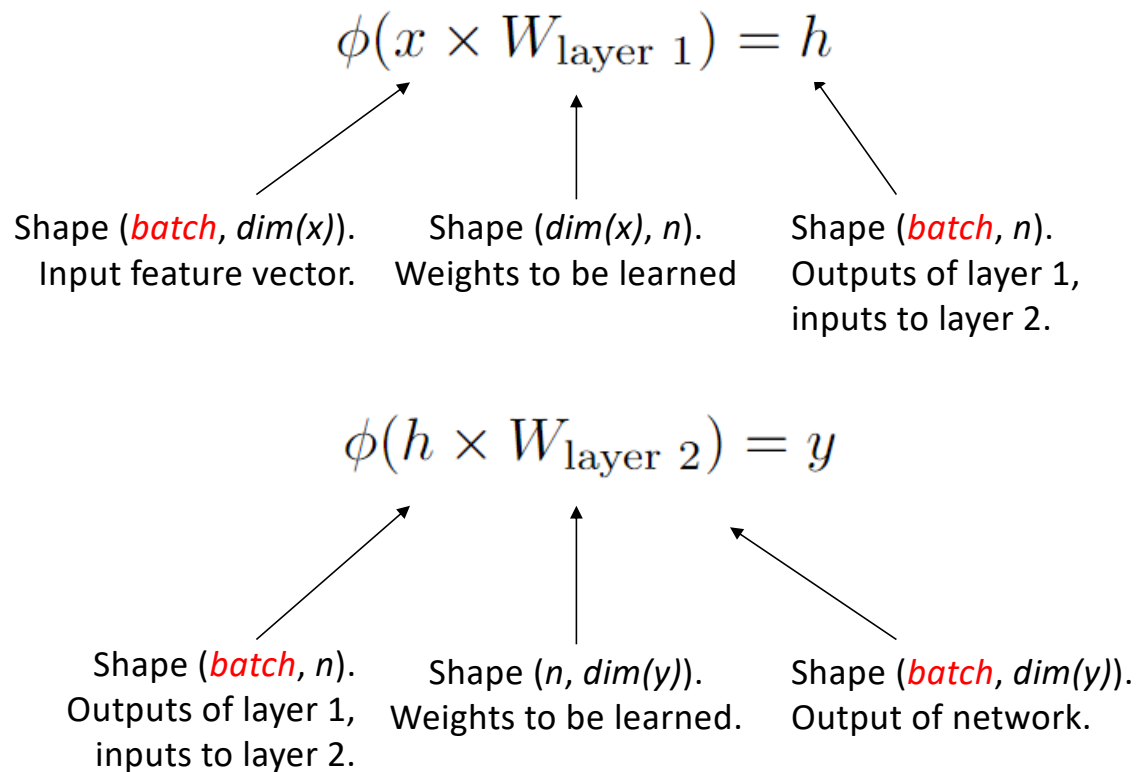 ϕ(x × W_layer 1) = h
Shape (batch, dim(x)).
Input feature vector.
Shape (dim(x), n).
Weights to be learned
Shape (batch, n).
Outputs of layer 1,
inputs to layer 2.
ϕ(h × W_layer 2) = y
Shape (batch, n).
Outputs of layer 1,
inputs to layer 2.
Shape (n, dim(y)).
Weights to be learned.
Shape (batch, dim(y)).
Output of network.